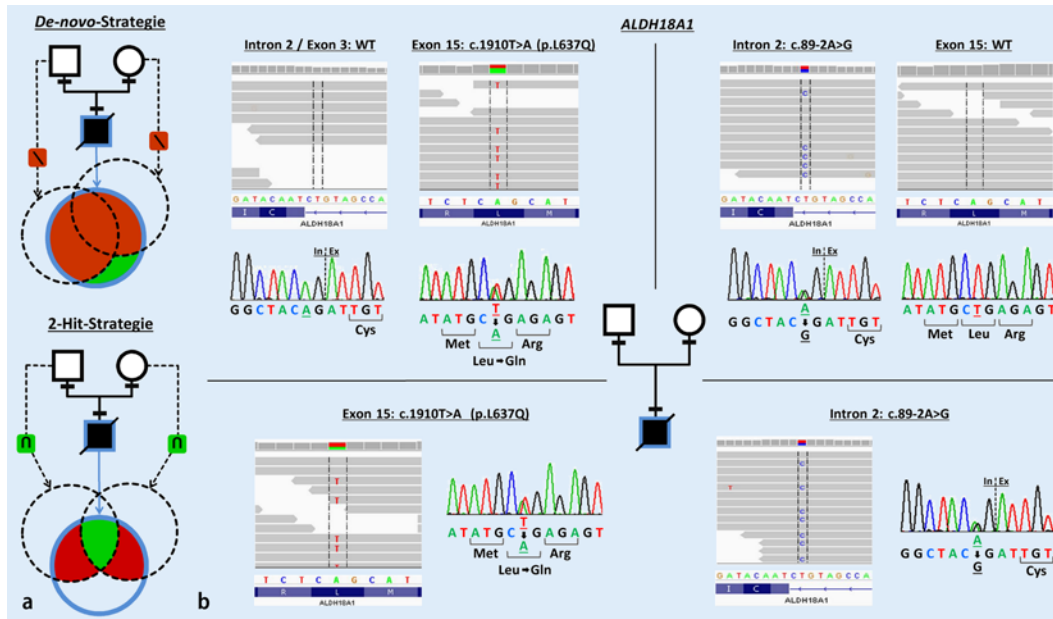 De-novo-Strategie
2-Hit-Strategie
a
b
ALDH18A1
Intron 2 / Exon 3: WT
G A T A C A A T C T G T A G C C A
I C
ALDH18A1
In Ex
G G C T A C A G A T T G T
Cys
Exon 15: c.1910T>A (p.L637Q)
T
T
T
T
T
T
T C T C A G C A T
R L M
ALDH18A1
A T A T G C T G A G A G T
A
Met Arg
Leu Gln
Intron 2: c.89-2A>G
C
C
C
C
C
G A T A C A A T C T G T A G C C A
I C
ALDH18A1
In Ex
A
G G C T A C G A T T G T
G Cys
Exon 15: WT
T C T C A G C A T
R L M
ALDH18A1
A T A T G C T G A G A G T
Met Leu Arg
Exon 15: c.1910T>A (p.L637Q)
T
T
T
T
T C T C A G C A T
R L M
ALDH18A1
T
A T A T G C G A G A G T
Met A Arg
Leu Gln
Intron 2: c.89-2A>G
C
T C
C
C
C
C
C
G A T A C A A T C T G T A G C C A
I C
ALDH18A1
In Ex
A
G G C T A C G A T T G T
G Cys